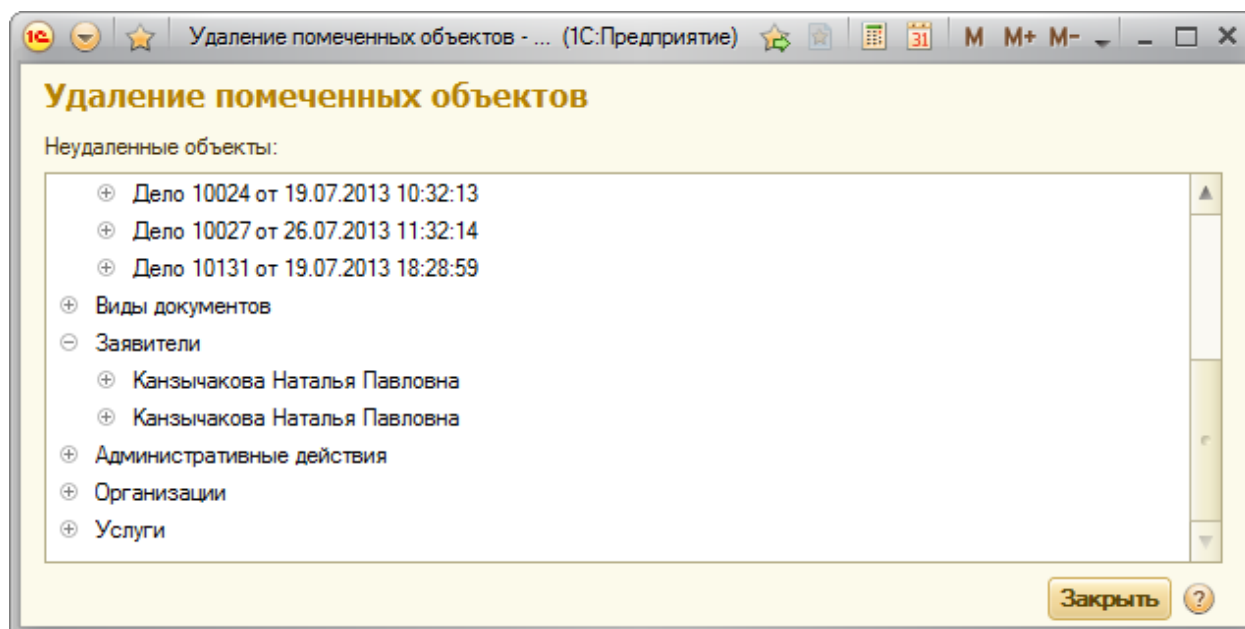 1С Удаление помеченных объектов - ... (1С:Предприятие) 31 M M+ M-
Удаление помеченных объектов
Неудаленные объекты:
Дело 10024 от 19.07.2013 10:32:13
Дело 10027 от 26.07.2013 11:32:14
Дело 10131 от 19.07.2013 18:28:59
Виды документов
Заявители
Канзычакова Наталья Павловна
Канзычакова Наталья Павловна
Административные действия
Организации
Услуги
Закрыть ?